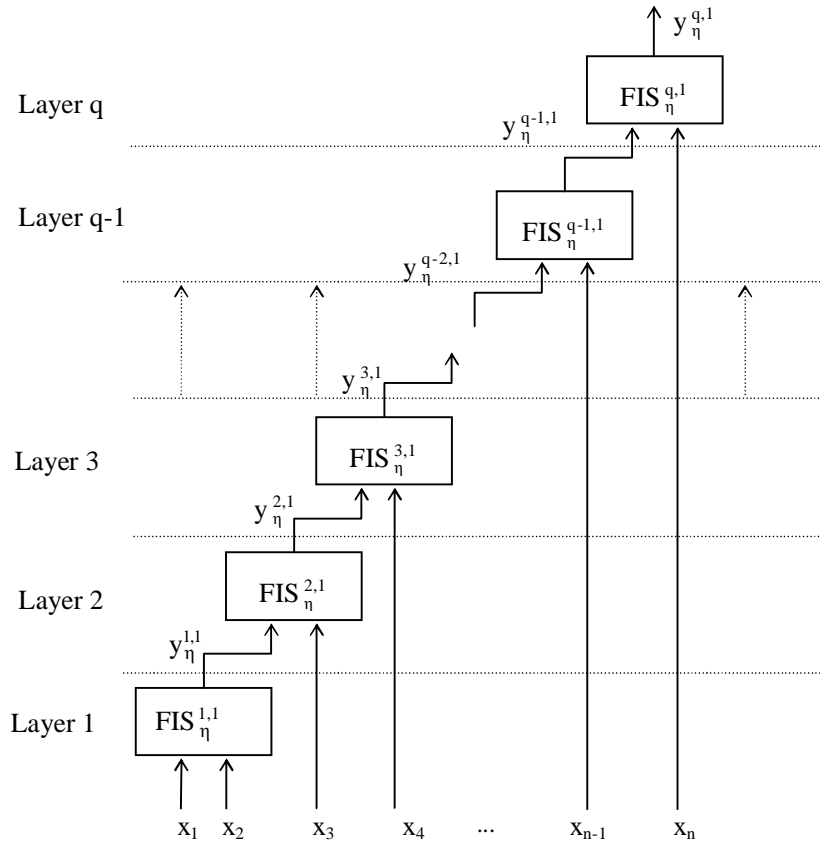 y_η^{q,1}
Layer q
FIS_η^{q,1}
y_η^{q-1,1}
Layer q-1
FIS_η^{q-1,1}
y_η^{q-2,1}
y_η^{3,1}
Layer 3
FIS_η^{3,1}
y_η^{2,1}
Layer 2
FIS_η^{2,1}
y_η^{1,1}
Layer 1
FIS_η^{1,1}
x_1 x_2 x_3 x_4 ... x_{n-1} x_n